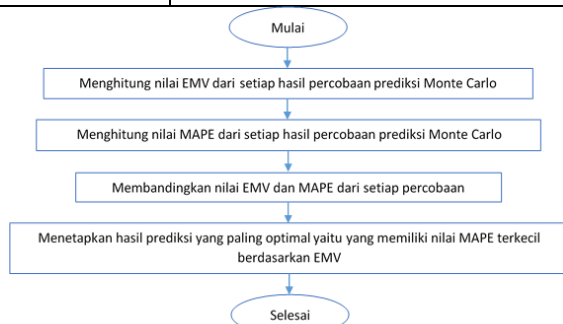 Mulai
Menghitung nilai EMV dari setiap hasil percobaan prediksi Monte Carlo
Menghitung nilai MAPE dari setiap hasil percobaan prediksi Monte Carlo
Membandingkan nilai EMV dan MAPE dari setiap percobaan
Menetapkan hasil prediksi yang paling optimal yaitu yang memiliki nilai MAPE terkecil
berdasarkan EMV
Selesai